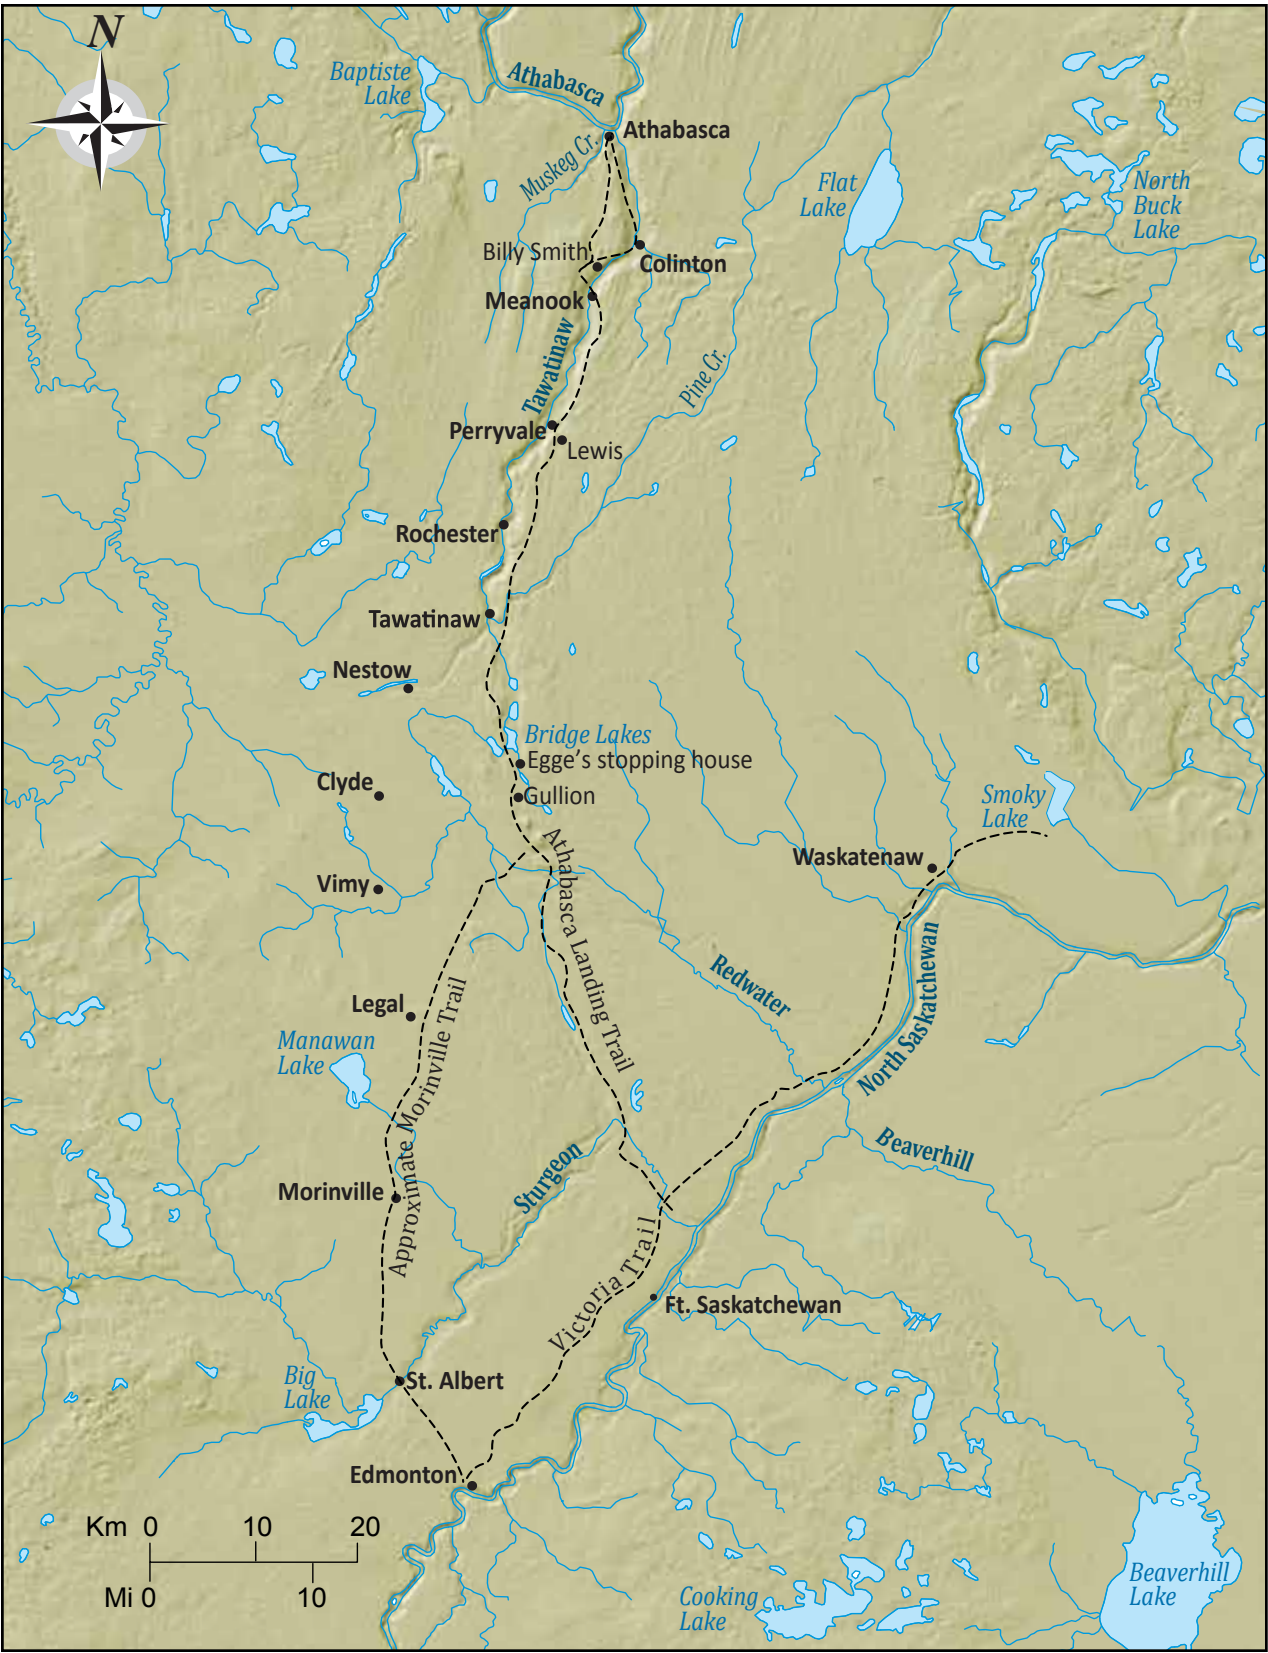 N
Baptiste
Lake
Athabasca
Athabasca
Muskeg Cr.
Flat
Lake
North
Buck
Lake
Billy Smith
Colinton
Meanook
Tawatinaw
Pine Cr.
Perryvale
Lewis
Rochester
Tawatinaw
Nestow
Bridge Lakes
Egge's stopping house
Clyde
Gullion
Smoky
Lake
Athabasca Landing Trail
Waskatenaw
Vimy
Redwater
North Saskatchewan
Legal
Manawan
Lake
Approximate Morinville Trail
Beaverhill
Sturgeon
Morinville
Victoria Trail
Ft. Saskatchewan
Big
Lake
St. Albert
Edmonton
Km 0 10 20
Mi 0 10
Cooking
Lake
Beaverhill
Lake